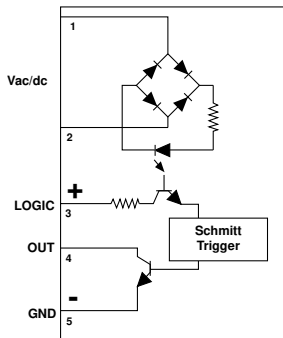 1
Vac/dc
2
+
LOGIC
3
Schmitt
Trigger
OUT
4
-
GND
5